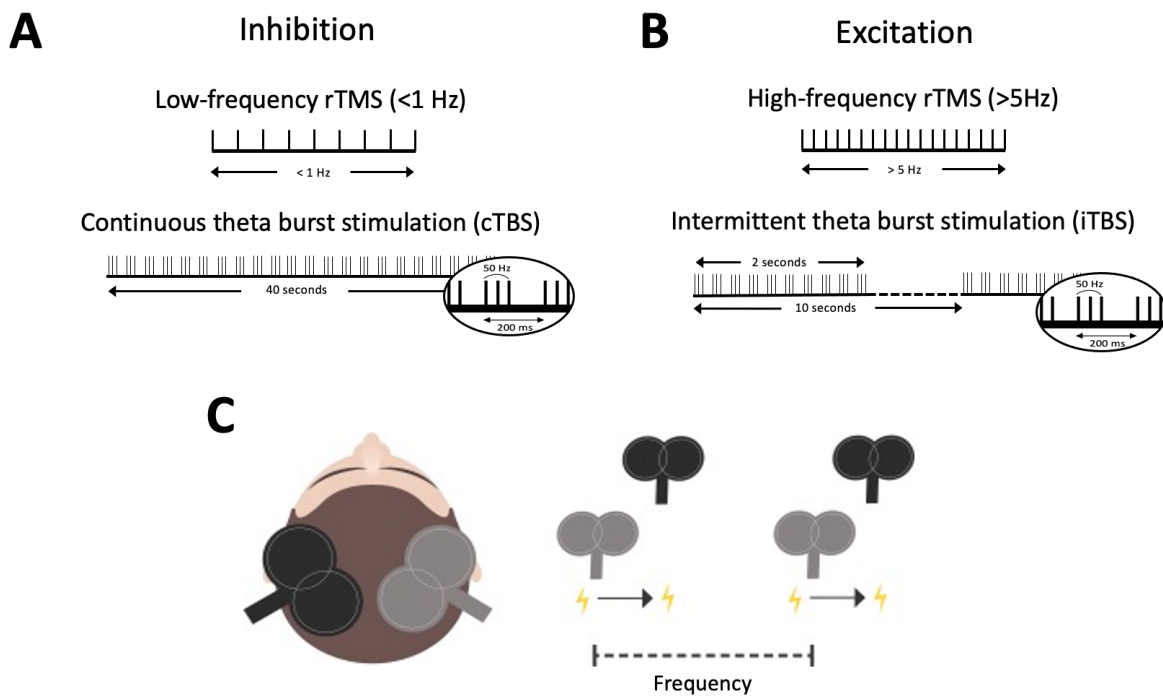 A
Inhibition
Low-frequency rTMS (<1 Hz)
< 1 Hz
Continuous theta burst stimulation (cTBS)
50 Hz
40 seconds
200 ms
B
Excitation
High-frequency rTMS (>5Hz)
> 5 Hz
Intermittent theta burst stimulation (iTBS)
2 seconds
50 Hz
10 seconds
200 ms
C
Frequency